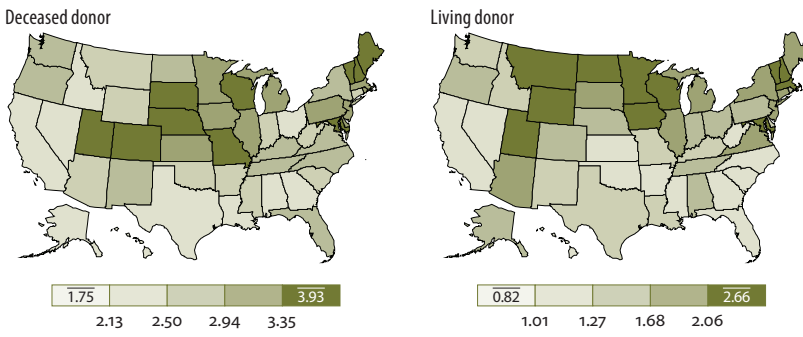 Deceased donor
Living donor
1.75 3.93
2.13 2.50 2.94 3.35
0.82 2.66
1.01 1.27 1.68 2.06